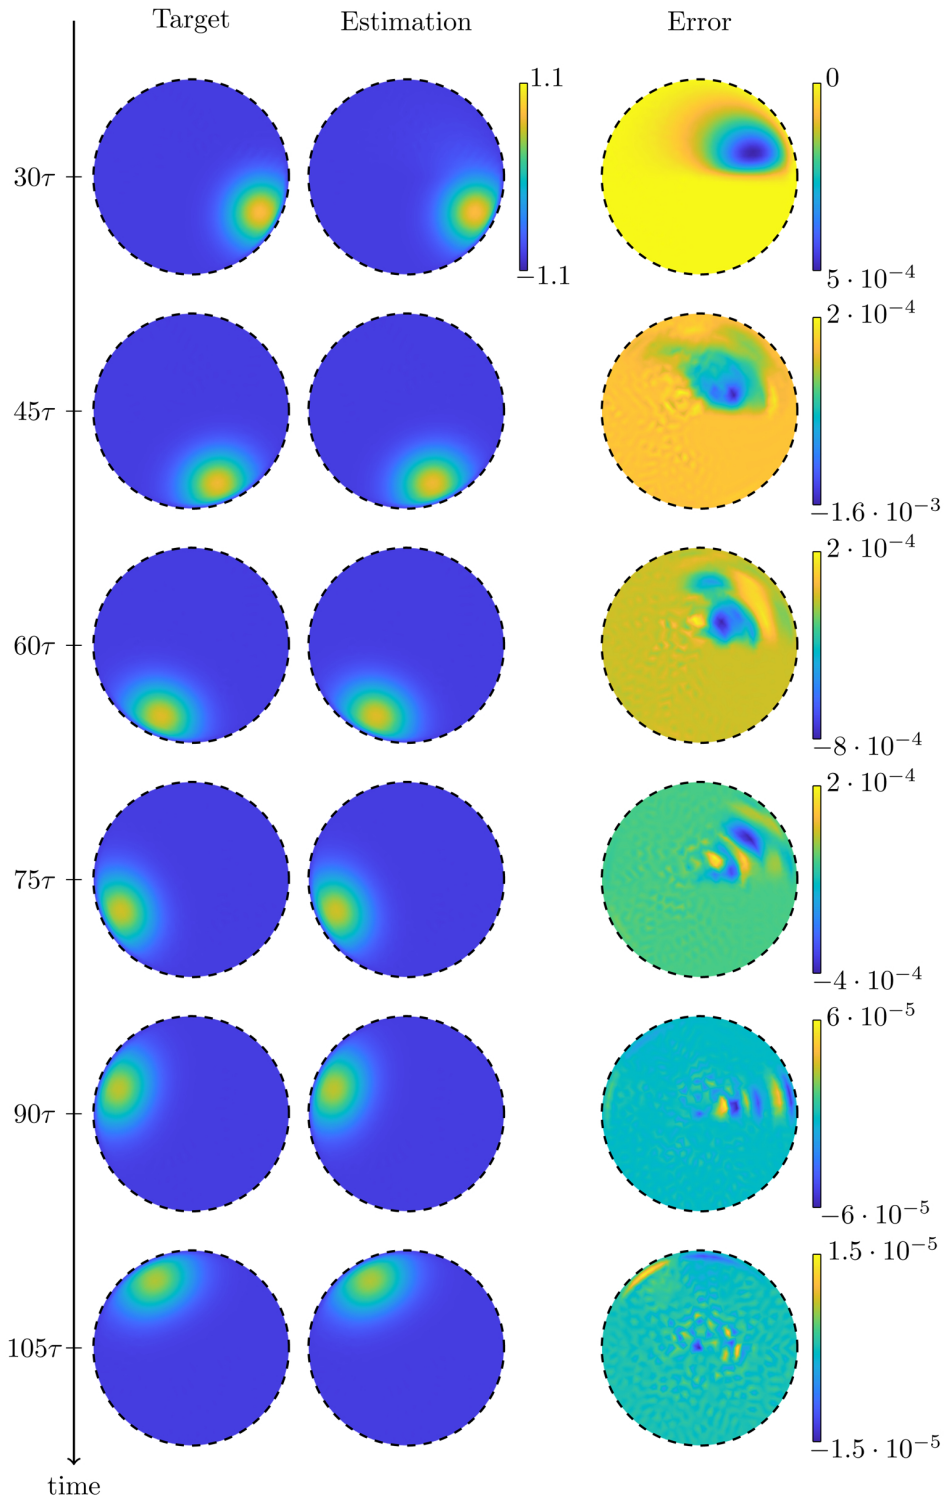 Target Estimation Error
1.1
0
30τ
−1.1
5 · 10⁻⁴
2 · 10⁻⁴
45τ
−1.6 · 10⁻³
2 · 10⁻⁴
60τ
−8 · 10⁻⁴
2 · 10⁻⁴
75τ
−4 · 10⁻⁴
6 · 10⁻⁵
90τ
−6 · 10⁻⁵
1.5 · 10⁻⁵
105τ
−1.5 · 10⁻⁵
time